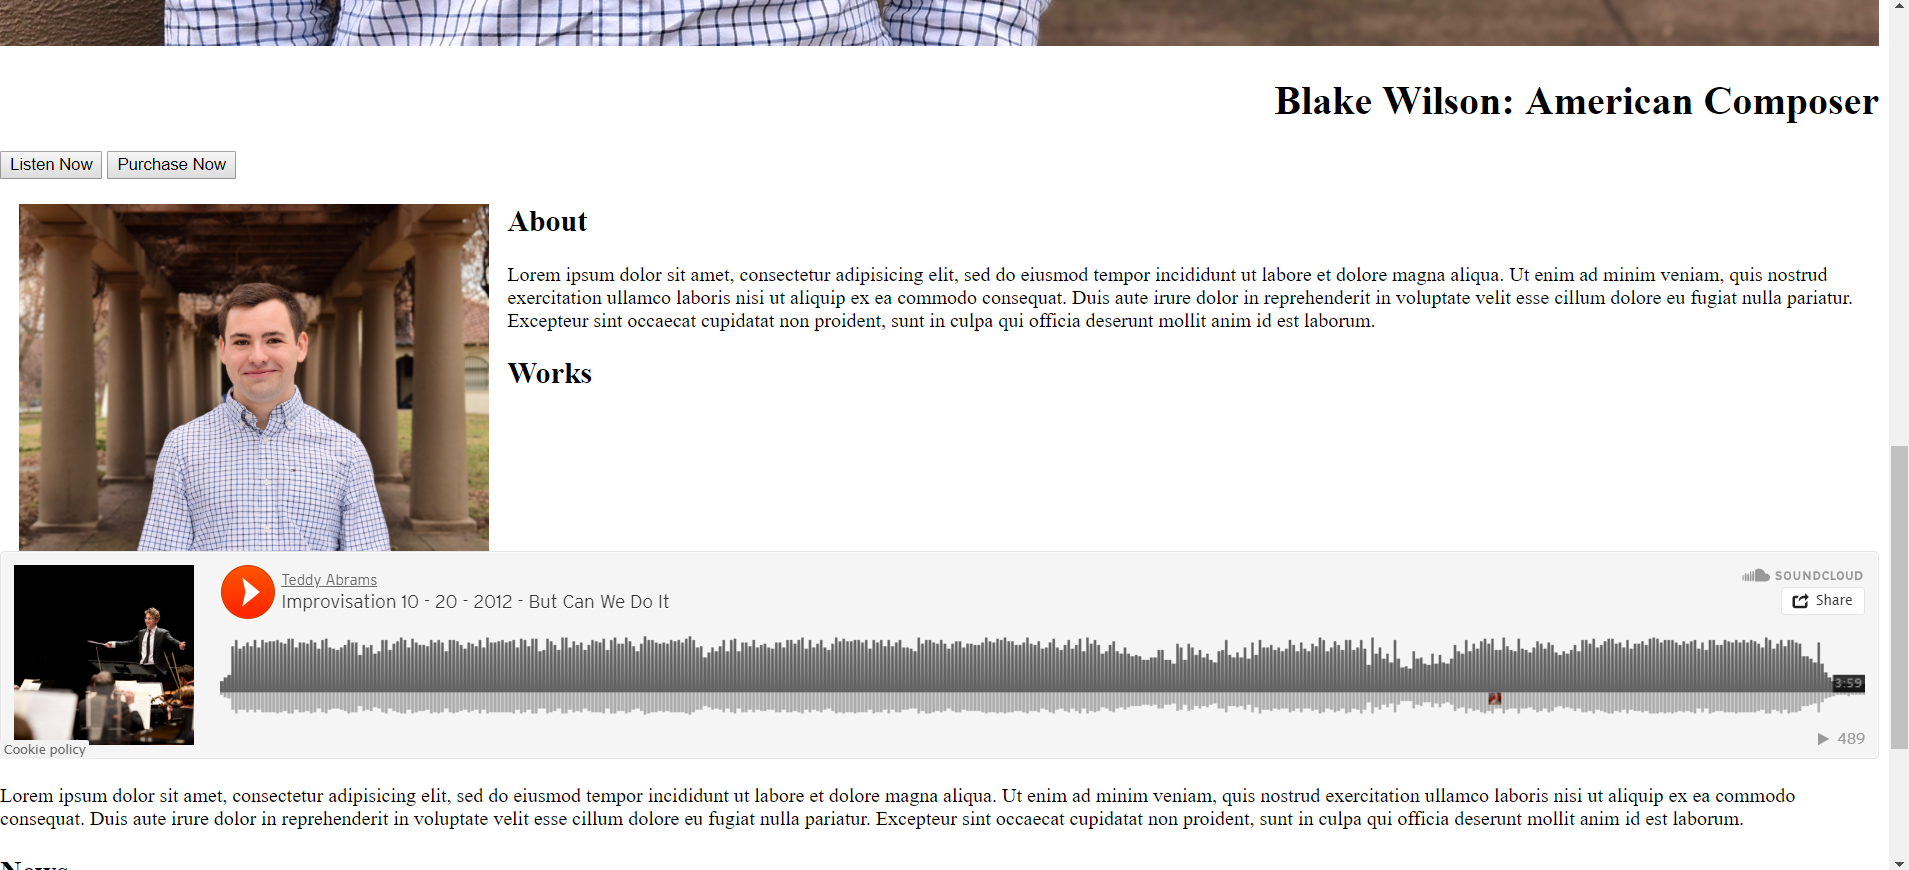 Blake Wilson: American Composer
Listen Now
Purchase Now
About
Lorem ipsum dolor sit amet, consectetur adipisicing elit, sed do eiusmod tempor incididunt ut labore et dolore magna aliqua. Ut enim ad minim veniam, quis nostrud
exercitation ullamco laboris nisi ut aliquip ex ea commodo consequat. Duis aute irure dolor in reprehenderit in voluptate velit esse cillum dolore eu fugiat nulla pariatur.
Excepteur sint occaecat cupidatat non proident, sunt in culpa qui officia deserunt mollit anim id est laborum.
Works
Teddy Abrams
Improvisation 10 - 20 - 2012 - But Can We Do It
SOUNDCLOUD
Share
3:59
489
Cookie policy
Lorem ipsum dolor sit amet, consectetur adipisicing elit, sed do eiusmod tempor incididunt ut labore et dolore magna aliqua. Ut enim ad minim veniam, quis nostrud exercitation ullamco laboris nisi ut aliquip ex ea commodo
consequat. Duis aute irure dolor in reprehenderit in voluptate velit esse cillum dolore eu fugiat nulla pariatur. Excepteur sint occaecat cupidatat non proident, sunt in culpa qui officia deserunt mollit anim id est laborum.
News